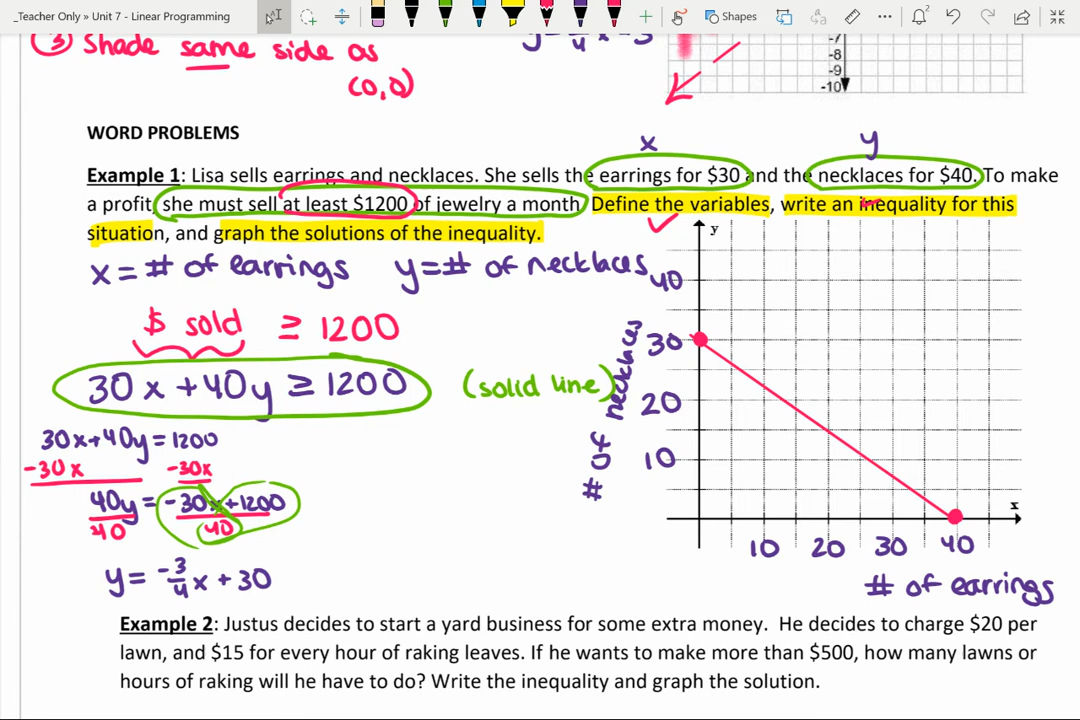 _Teacher Only » Unit 7 - Linear Programming
Shapes
3 Shade same side as
(0,0)
-7
-8
-9
-10
WORD PROBLEMS
x y
Example 1: Lisa sells earrings and necklaces. She sells the earrings for $30 and the necklaces for $40. To make
a profit, she must sell at least $1200 of jewelry a month. Define the variables, write an inequality for this
situation, and graph the solutions of the inequality.
x = # of earrings y = # of necklaces
$ sold ≥ 1200
30x + 40y ≥ 1200 (solid line)
30x+40y = 1200
-30x -30x
40y = -30x +1200
40 40
y = -3/4 x + 30
y
40
30
20
10
# of necklaces
x
10 20 30 40
# of earrings
Example 2: Justus decides to start a yard business for some extra money. He decides to charge $20 per
lawn, and $15 for every hour of raking leaves. If he wants to make more than $500, how many lawns or
hours of raking will he have to do? Write the inequality and graph the solution.